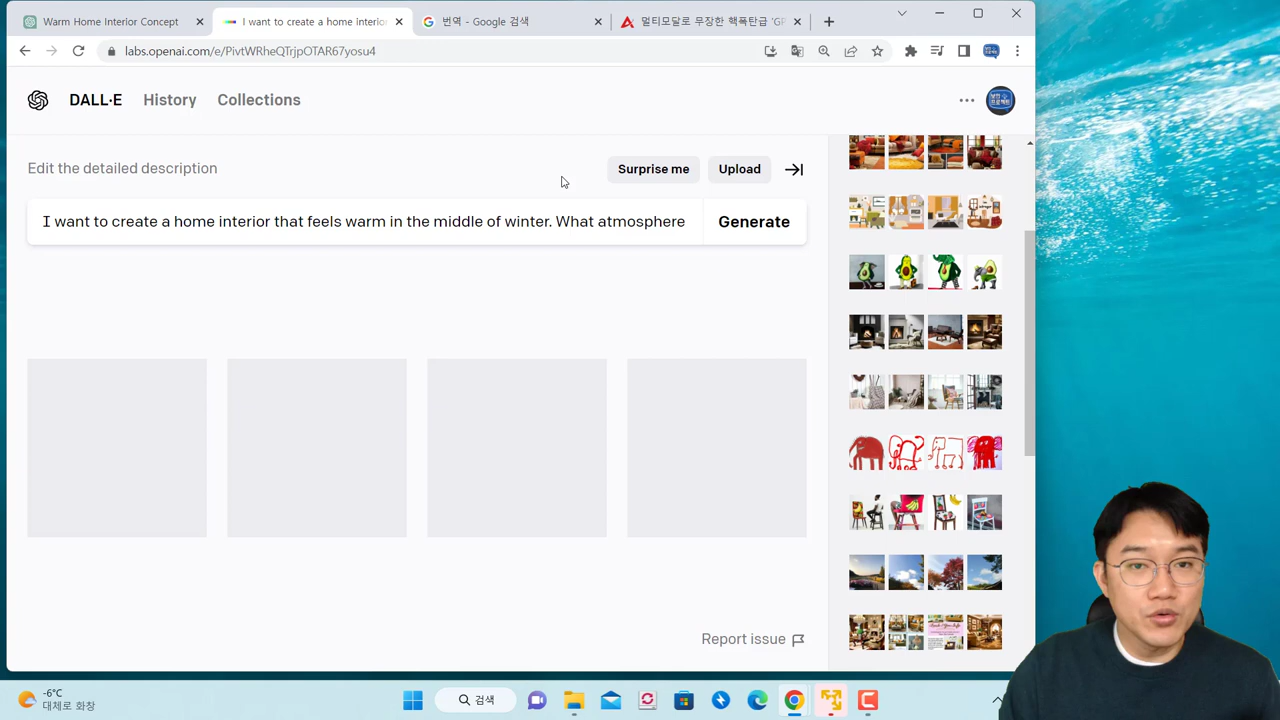 Warm Home Interior Concept
I want to create a home interior
번역 - Google 검색
멀티모달로 무장한 핵폭탄급 'GP
labs.openai.com/e/PivtWRheQTrjpOTAR67yosu4
DALL·E
History
Collections
Edit the detailed description
Surprise me
Upload
I want to create a home interior that feels warm in the middle of winter. What atmosphere
Generate
Report issue
-6°C
대체로 화창
검색